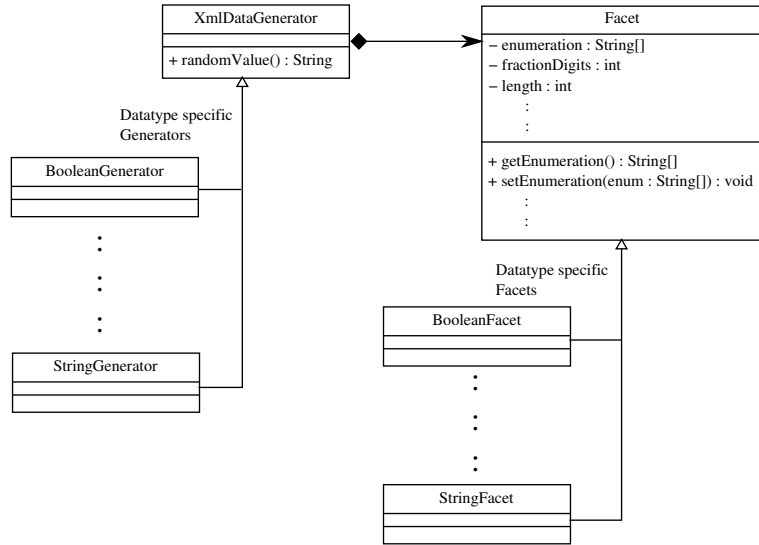 XmlDataGenerator
+ randomValue() : String
Facet
− enumeration : String[]
− fractionDigits : int
− length : int
:
:
+ getEnumeration() : String[]
+ setEnumeration(enum : String[]) : void
:
:
Datatype specific
Generators
BooleanGenerator
StringGenerator
Datatype specific
Facets
BooleanFacet
StringFacet